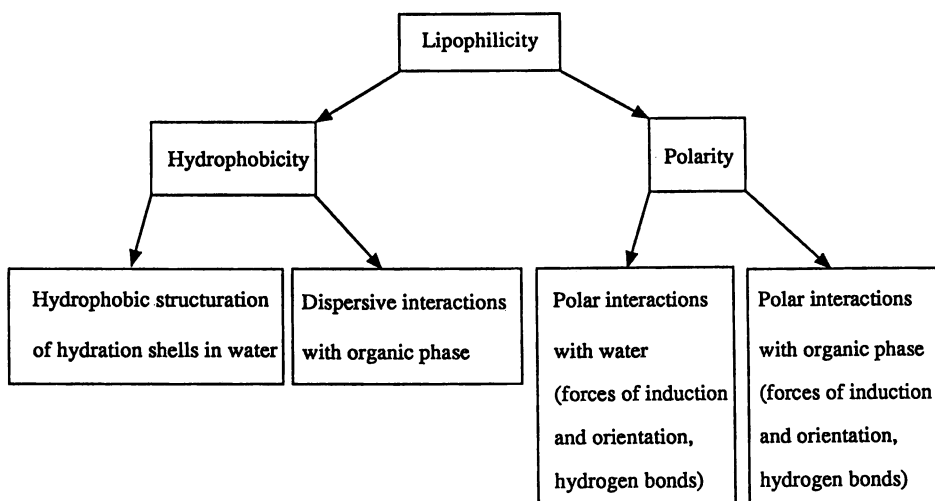 Lipophilicity
Hydrophobicity
Polarity
Hydrophobic structuration
of hydration shells in water
Dispersive interactions
with organic phase
Polar interactions
with water
(forces of induction
and orientation,
hydrogen bonds)
Polar interactions
with organic phase
(forces of induction
and orientation,
hydrogen bonds)